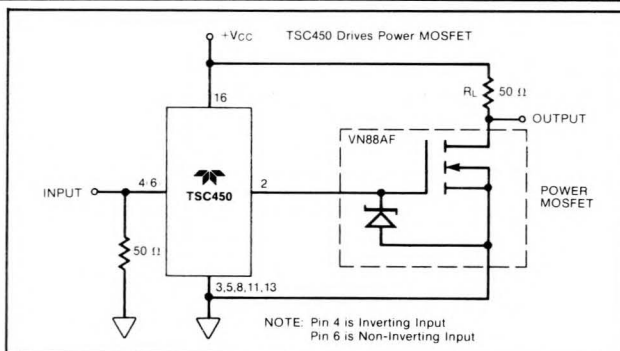 +VCC
TSC450 Drives Power MOSFET
16
RL 50 Ω
OUTPUT
VN88AF
4-6
INPUT
TSC450
2
POWER
MOSFET
50 Ω
3,5,8,11,13
NOTE: Pin 4 is Inverting Input
Pin 6 is Non-Inverting Input